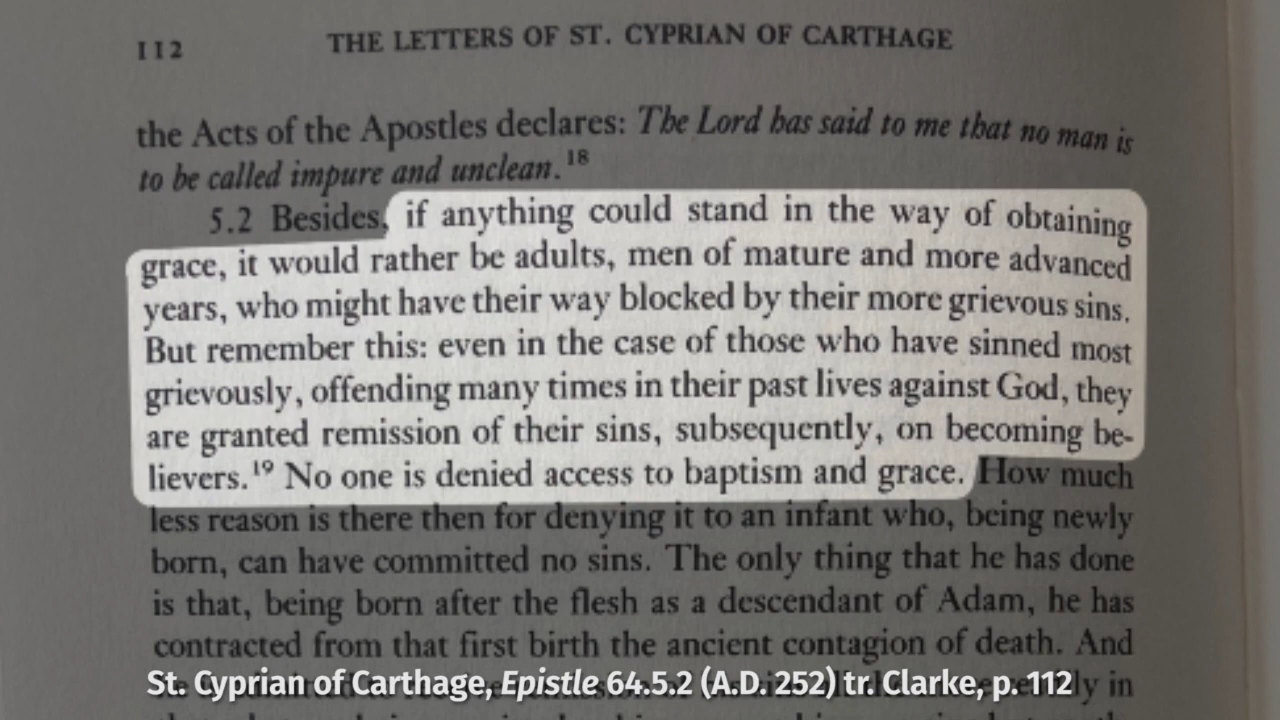 112 THE LETTERS OF ST. CYPRIAN OF CARTHAGE
the Acts of the Apostles declares: The Lord has said to me that no man is
to be called impure and unclean.18
5.2 Besides, if anything could stand in the way of obtaining
grace, it would rather be adults, men of mature and more advanced
years, who might have their way blocked by their more grievous sins.
But remember this: even in the case of those who have sinned most
grievously, offending many times in their past lives against God, they
are granted remission of their sins, subsequently, on becoming be-
lievers.19 No one is denied access to baptism and grace. How much
less reason is there then for denying it to an infant who, being newly
born, can have committed no sins. The only thing that he has done
is that, being born after the flesh as a descendant of Adam, he has
contracted from that first birth the ancient contagion of death. And
St. Cyprian of Carthage, Epistle 64.5.2 (A.D. 252) tr. Clarke, p. 112